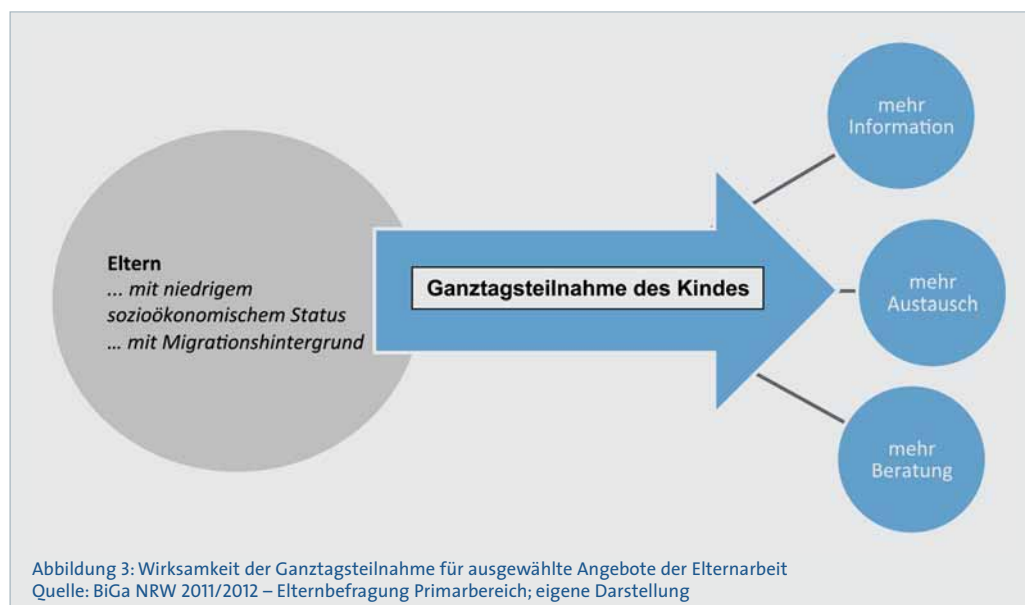 Eltern
... mit niedrigem
sozioökonomischem Status
... mit Migrationshintergrund
Ganztagsteilnahme des Kindes
mehr
Information
mehr
Austausch
mehr
Beratung
Abbildung 3: Wirksamkeit der Ganztagsteilnahme für ausgewählte Angebote der Elternarbeit
Quelle: BiGa NRW 2011/2012 – Elternbefragung Primarbereich; eigene Darstellung